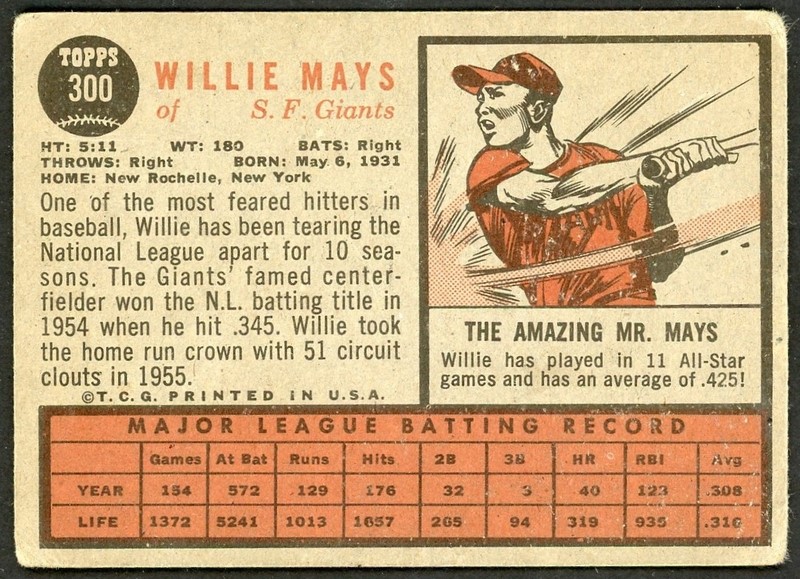 TOPPS
300
WILLIE MAYS
of S. F. Giants
HT: 5:11 WT: 180 BATS: Right
THROWS: Right BORN: May 6, 1931
HOME: New Rochelle, New York
One of the most feared hitters in
baseball, Willie has been tearing the
National League apart for 10 sea-
sons. The Giants' famed center-
fielder won the N.L. batting title in
1954 when he hit .345. Willie took
the home run crown with 51 circuit
clouts in 1955.
©T.C.G. PRINTED IN U.S.A.
THE AMAZING MR. MAYS
Willie has played in 11 All-Star
games and has an average of .425!
MAJOR LEAGUE BATTING RECORD
Games At Bat Runs Hits 2B 3B HR RBI Avg
YEAR 154 572 129 176 32 3 40 123 .308
LIFE 1372 5241 1013 1657 265 94 319 935 .316